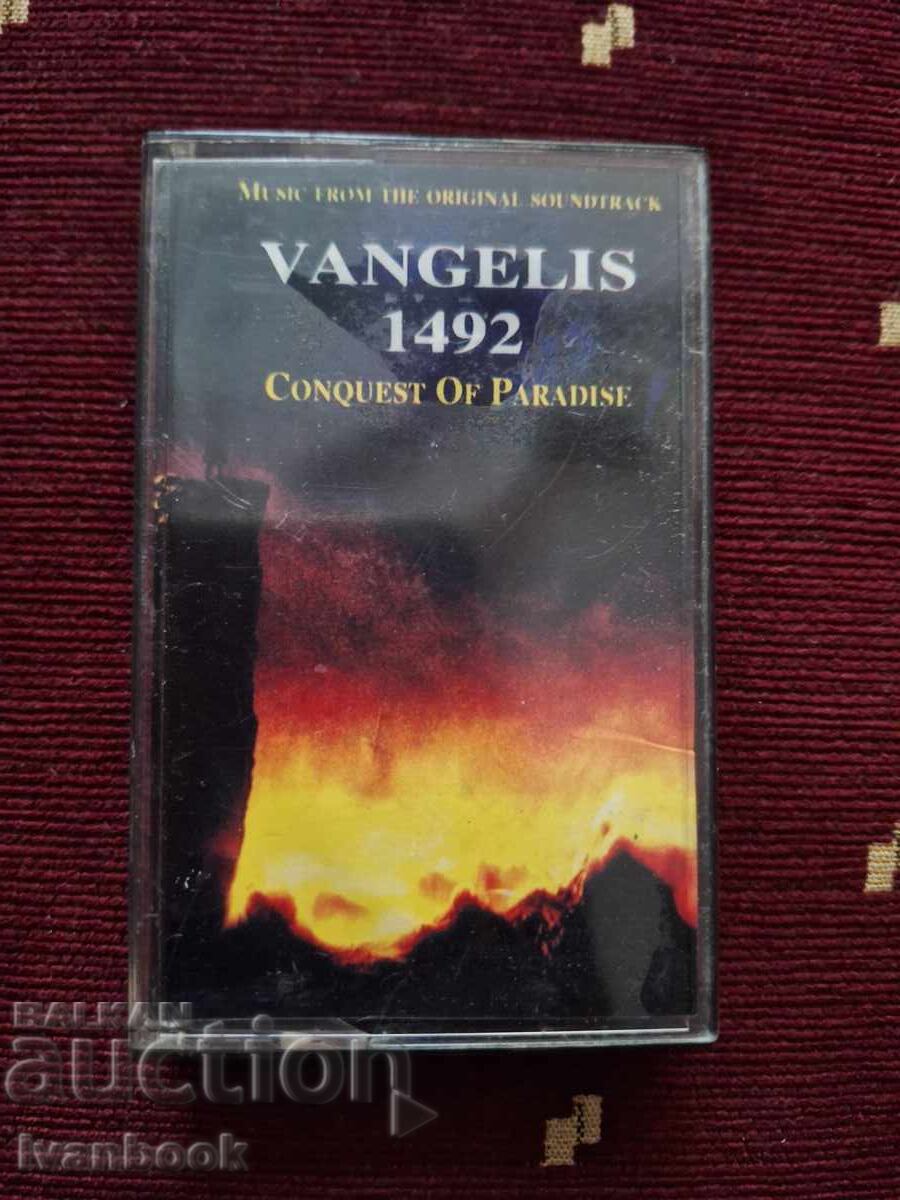 MUSIC FROM THE ORIGINAL SOUNDTRACK
VANGELIS
1492
CONQUEST OF PARADISE
BALKAN
auction
Ivanbook